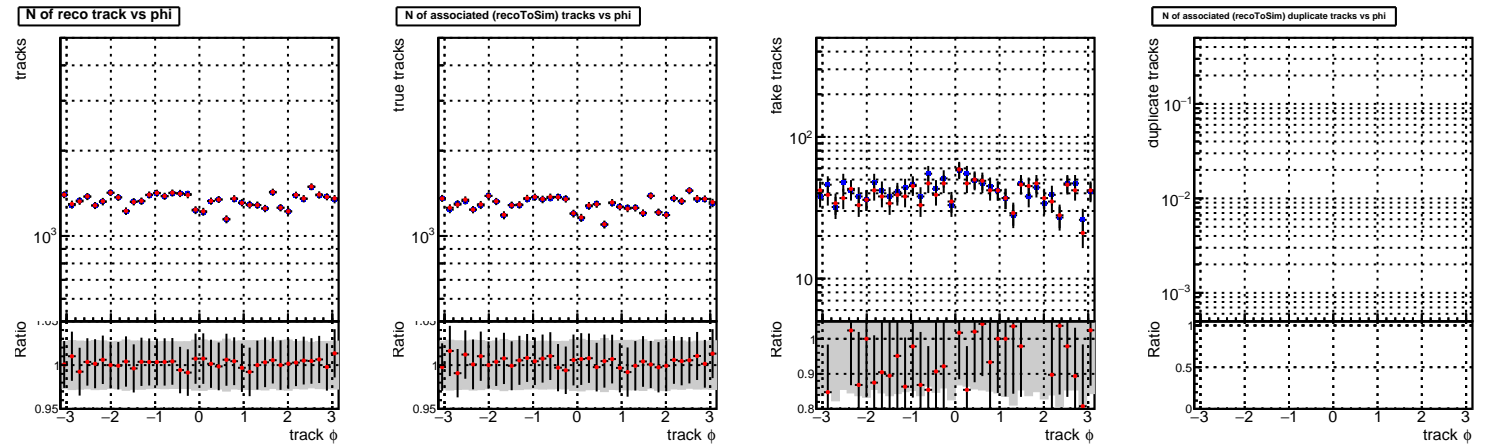 N of reco track vs phi
tracks
10³
Ratio
1.05
1
0.95
−3 −2 −1 0 1 2 3
track ϕ
N of associated (recoToSim) tracks vs phi
true tracks
10³
Ratio
1.05
1
0.95
−3 −2 −1 0 1 2 3
track ϕ
fake tracks
10²
10
Ratio
1
0.9
0.8
−3 −2 −1 0 1 2 3
track ϕ
N of associated (recoToSim) duplicate tracks vs phi
duplicate tracks
10⁻¹
10⁻²
10⁻³
Ratio
1
0.5
0
−3 −2 −1 0 1 2 3
track ϕ